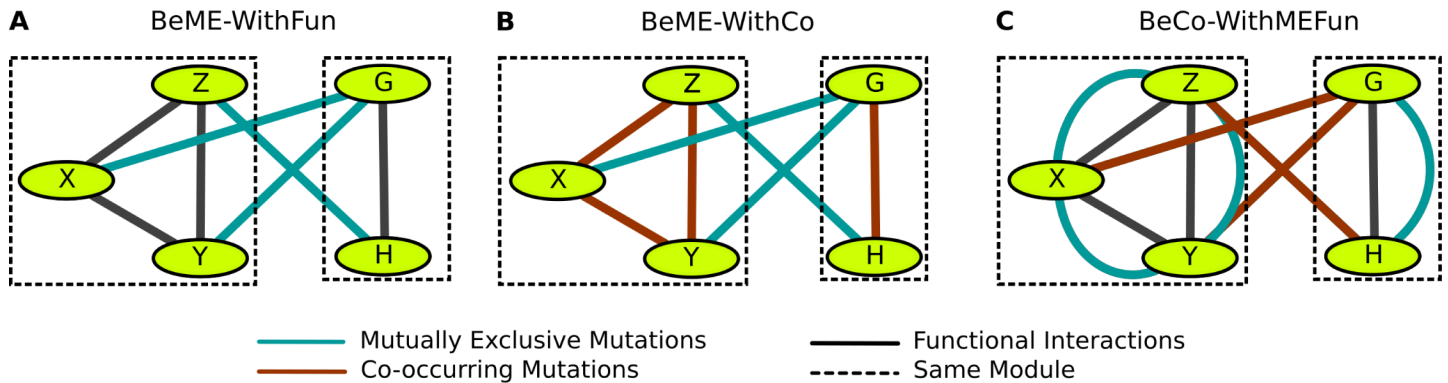 A BeME-WithFun
B BeME-WithCo
C BeCo-WithMEFun
Z G
X
Y H
Z G
X
Y H
Z G
X
Y H
Mutually Exclusive Mutations
Co-occurring Mutations
Functional Interactions
Same Module